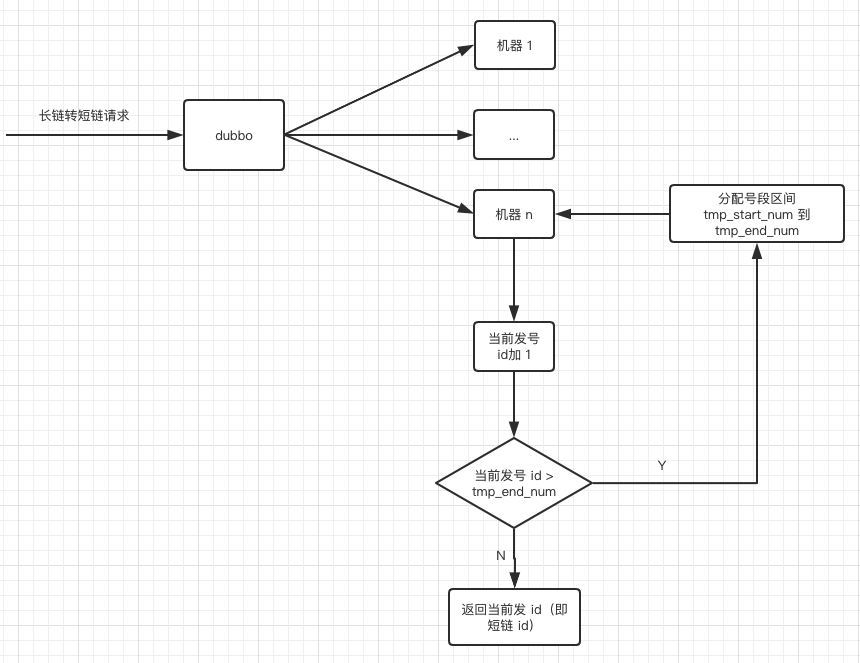 机器 1
长链转短链请求
dubbo
...
机器 n
分配号段区间
tmp_start_num 到
tmp_end_num
当前发号
id加 1
当前发号 id >
tmp_end_num
Y
N
返回当前发 id（即
短链 id）